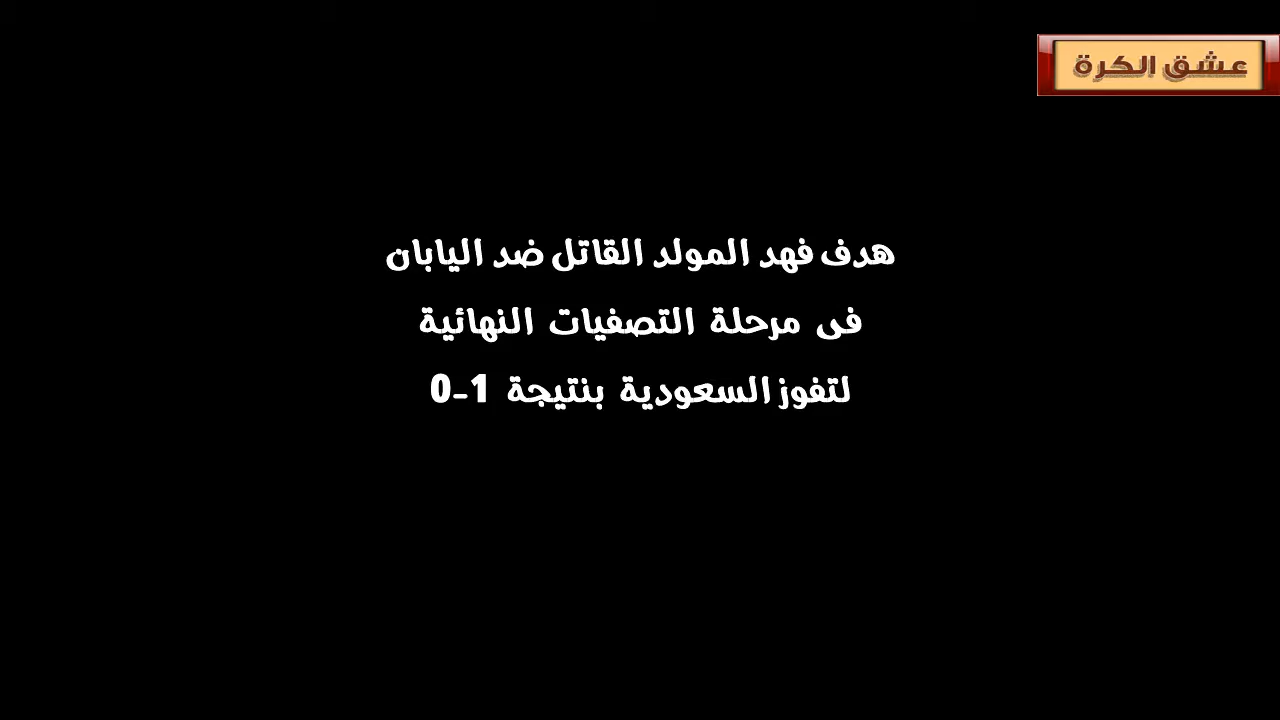 عشق الكرة
هدف فهد المولد القاتل ضد اليابان
فى مرحلة التصفيات النهائية
لتفوز السعودية بنتيجة 1-0